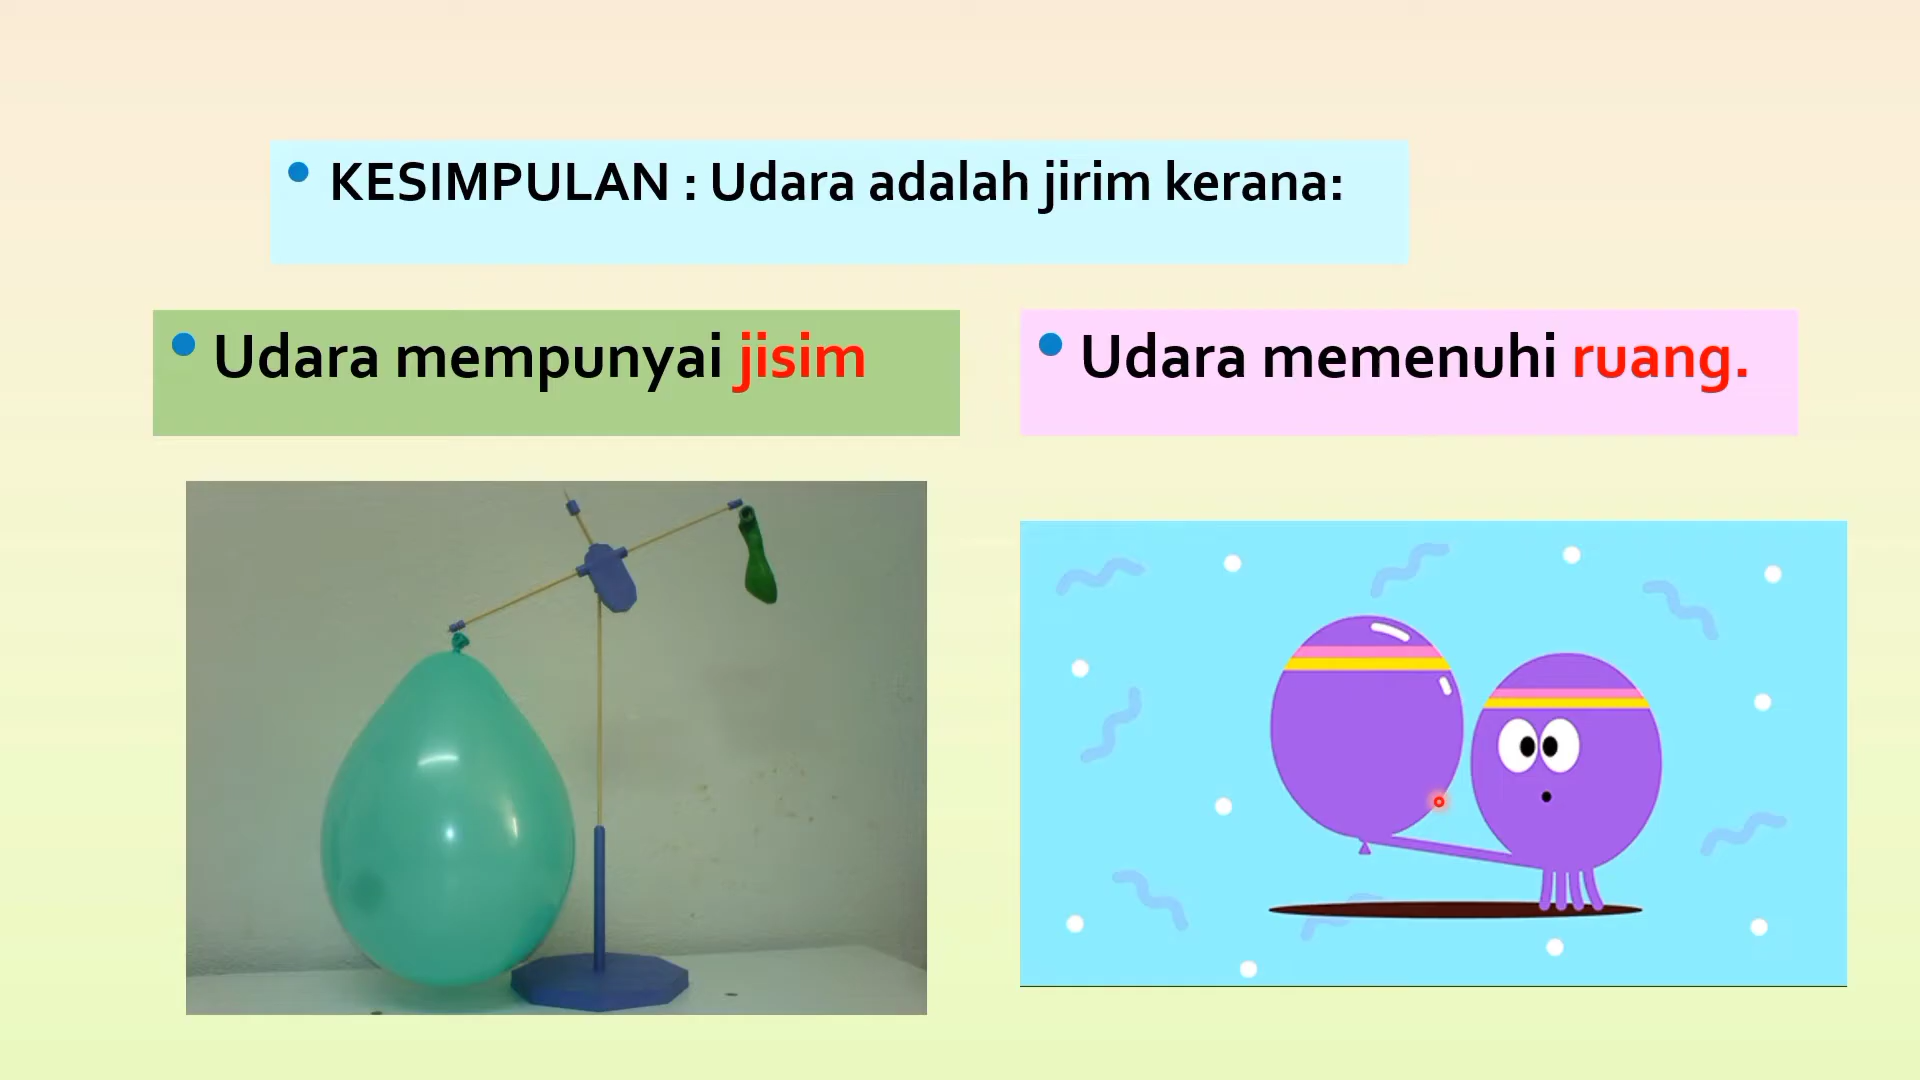 KESIMPULAN : Udara adalah jirim kerana:
Udara mempunyai jisim
Udara memenuhi ruang.